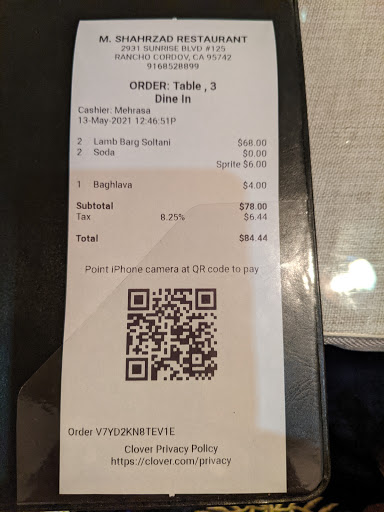 M. SHAHRZAD RESTAURANT
2931 SUNRISE BLVD #125
RANCHO CORDOV, CA 95742
9168528899
ORDER: Table , 3
Dine In
Cashier: Mehrasa
13-May-2021 12:46:51P
2 Lamb Barg Soltani $68.00
2 Soda $0.00
Sprite $6.00
1 Baghlava $4.00
Subtotal $78.00
Tax 8.25% $6.44
Total $84.44
Point iPhone camera at QR code to pay
Order V7YD2KN8TEV1E
Clover Privacy Policy
https://clover.com/privacy